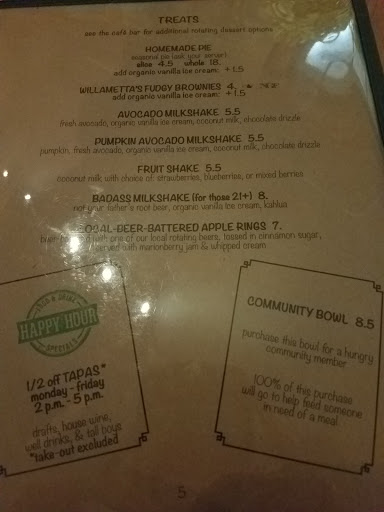 TREATS
see the café bar for additional rotating dessert options
HOMEMADE PIE
seasonal pie (ask your server)
slice 4.5 whole 18.
add organic vanilla ice cream: +1.5
WILLAMETTA'S FUDGY BROWNIES 4.
add organic vanilla ice cream: +1.5
AVOCADO MILKSHAKE 5.5
fresh avocado, organic vanilla ice cream, coconut milk, chocolate drizzle
PUMPKIN AVOCADO MILKSHAKE 5.5
pumpkin, fresh avocado, organic vanilla ice cream, coconut milk, chocolate drizzle
FRUIT SHAKE 5.5
coconut milk with choice of: strawberries, blueberries, or mixed berries
BADASS MILKSHAKE (for those 21+) 8.
not your father's root beer, organic vanilla ice cream, kahlua
LOCAL-BEER-BATTERED APPLE RINGS 7.
with one of our local rotating beers, tossed in cinnamon sugar,
served with marionberry jam & whipped cream
FOOD & DRINK
HAPPY HOUR
SPECIALS
1/2 off TAPAS*
monday - friday
2 p.m. - 5 p.m.
drafts, house wine,
well drinks, & tall boys
*take-out excluded
COMMUNITY BOWL 8.5
purchase this bowl for a hungry
community member
100% of this purchase
will go to help feed someone
in need of a meal
5